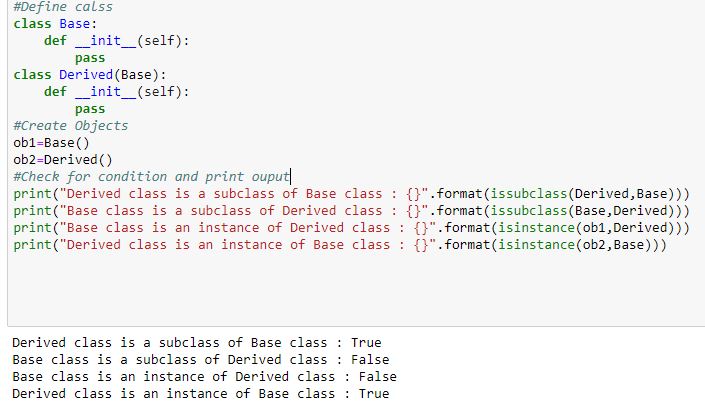 #Define calss
class Base:
    def __init__(self):
        pass
class Derived(Base):
    def __init__(self):
        pass
#Create Objects
ob1=Base()
ob2=Derived()
#Check for condition and print ouput
print("Derived class is a subclass of Base class : {}".format(issubclass(Derived,Base)))
print("Base class is a subclass of Derived class : {}".format(issubclass(Base,Derived)))
print("Base class is an instance of Derived class : {}".format(isinstance(ob1,Derived)))
print("Derived class is an instance of Base class : {}".format(isinstance(ob2,Base)))
Derived class is a subclass of Base class : True
Base class is a subclass of Derived class : False
Base class is an instance of Derived class : False
Derived class is an instance of Base class : True